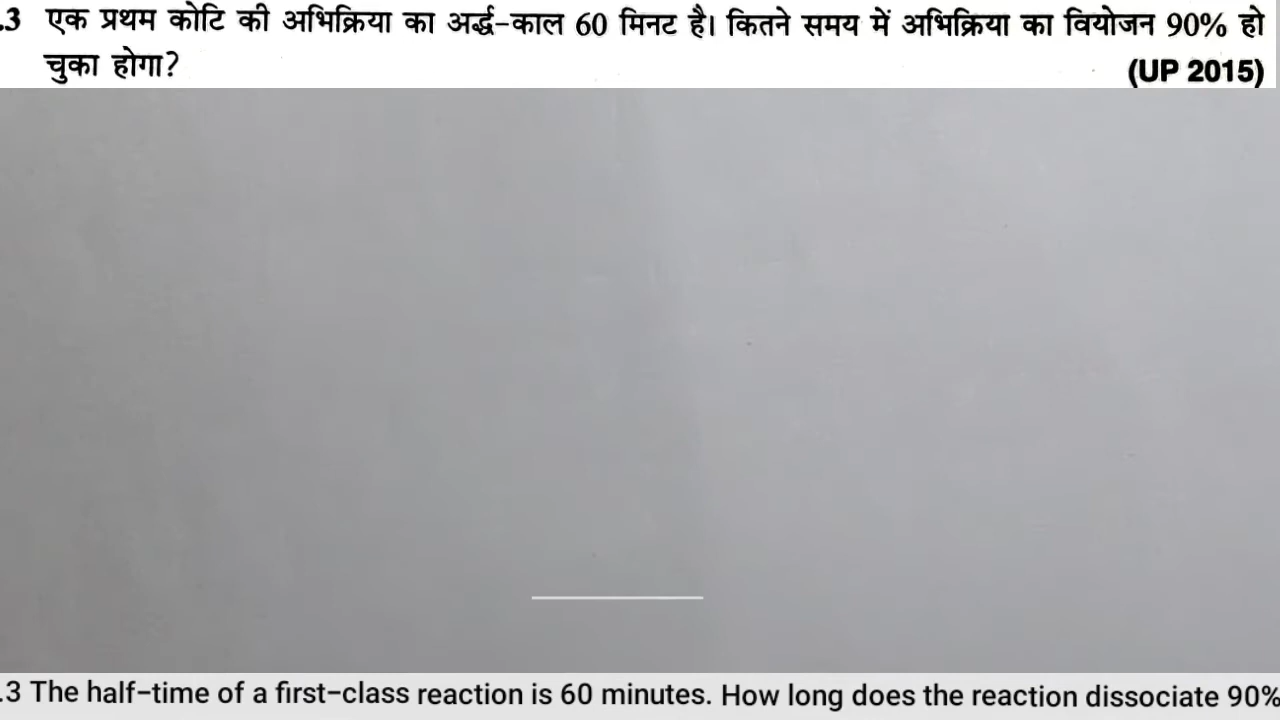 .3 एक प्रथम कोटि की अभिक्रिया का अर्द्ध-काल 60 मिनट है। कितने समय में अभिक्रिया का वियोजन 90% हो
चुका होगा?
(UP 2015)
.3 The half-time of a first-class reaction is 60 minutes. How long does the reaction dissociate 90%